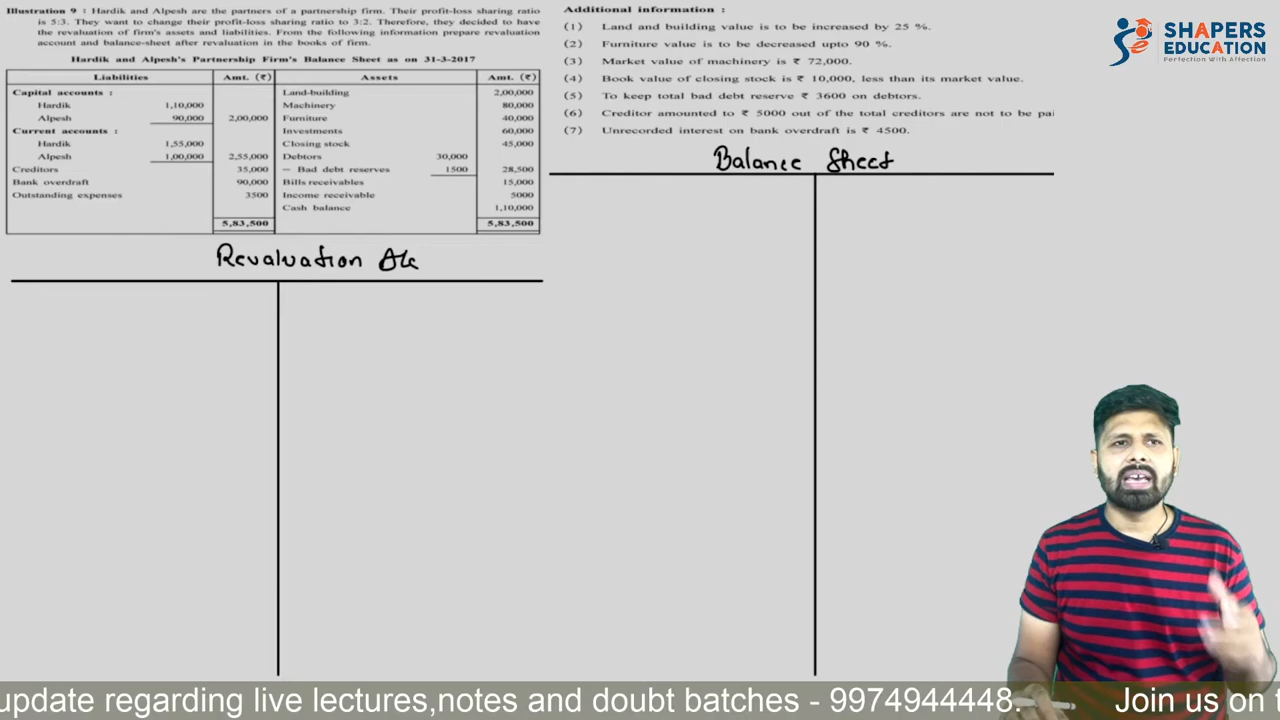 Illustration 9 : Hardik and Alpesh are the partners of a partnership firm. Their profit-loss sharing ratio
is 5:3. They want to change their profit-loss sharing ratio to 3:2. Therefore, they decided to have
the revaluation of firm's assets and liabilities. From the following information prepare revaluation
account and balance-sheet after revaluation in the books of firm.
Hardik and Alpesh's Partnership Firm's Balance Sheet as on 31-3-2017
Liabilities Amt. (₹) Assets Amt. (₹)
Capital accounts : Land-building 2,00,000
Hardik 1,10,000 Machinery 80,000
Alpesh 90,000 2,00,000 Furniture 40,000
Current accounts : Investments 60,000
Hardik 1,55,000 Closing stock 45,000
Alpesh 1,00,000 2,55,000 Debtors 30,000
Creditors 35,000 – Bad debt reserves 1500 28,500
Bank overdraft 90,000 Bills receivables 15,000
Outstanding expenses 3500 Income receivable 5000
Cash balance 1,10,000
5,83,500 5,83,500
Revaluation A/c
Additional information :
(1) Land and building value is to be increased by 25 %.
(2) Furniture value is to be decreased upto 90 %.
(3) Market value of machinery is ₹ 72,000.
(4) Book value of closing stock is ₹ 10,000, less than its market value.
(5) To keep total bad debt reserve ₹ 3600 on debtors.
(6) Creditor amounted to ₹ 5000 out of the total creditors are not to be pai
(7) Unrecorded interest on bank overdraft is ₹ 4500.
Balance Sheet
SHAPERS
EDUCATION
Perfection With Affection
update regarding live lectures,notes and doubt batches - 9974944448. Join us on